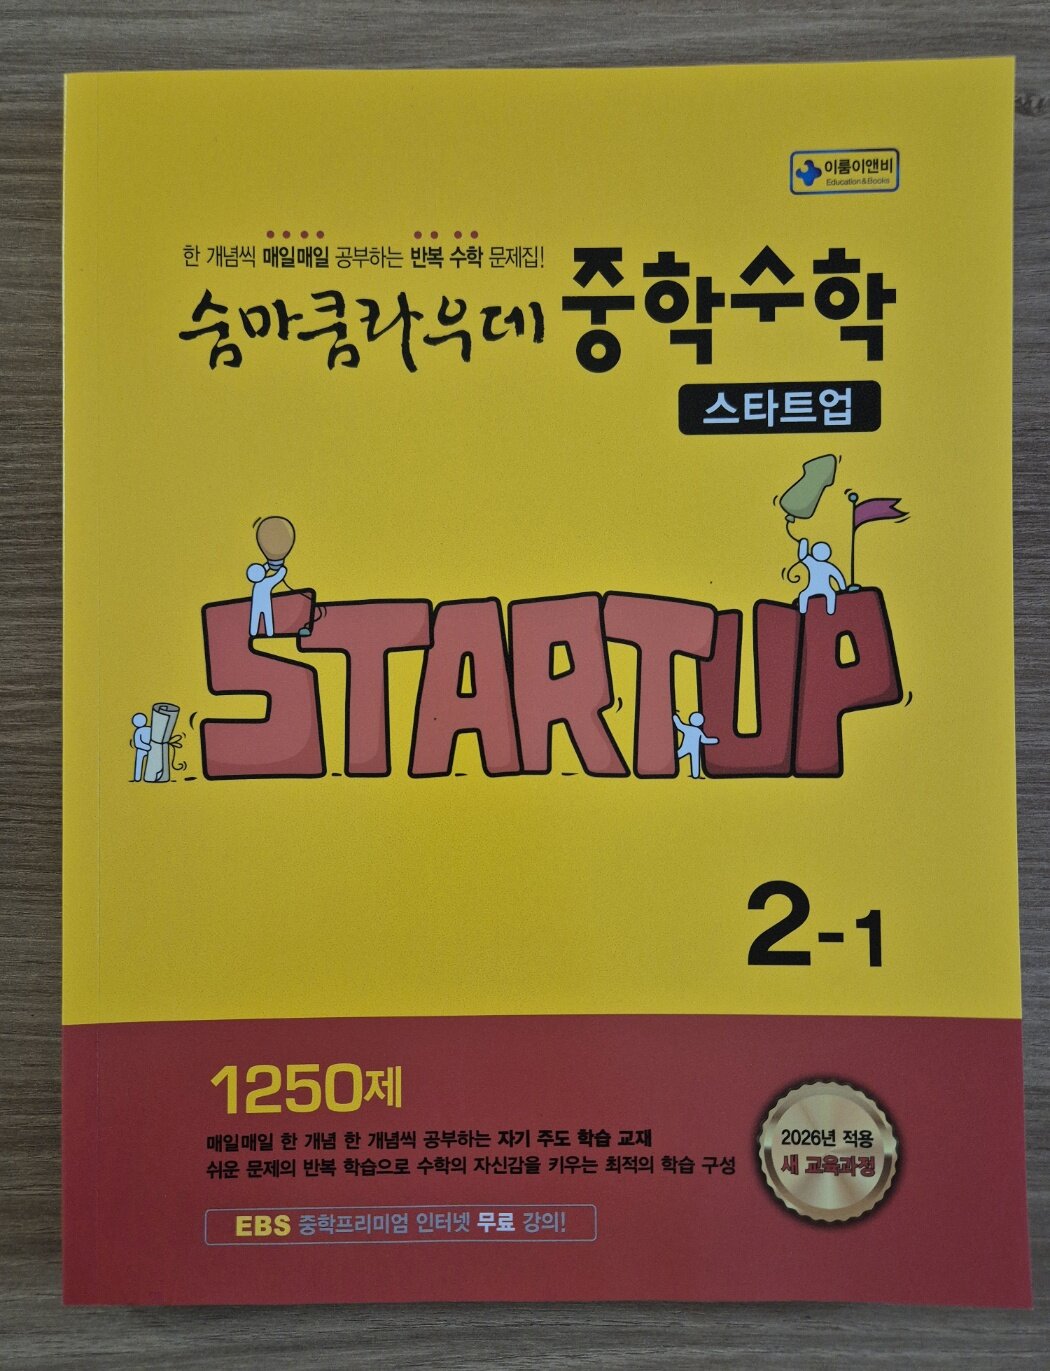 이룸이앤비
Education&Books
한 개념씩 매일매일 공부하는 반복 수학 문제집!
숨마쿰라우데 중학수학
스타트업
STARTUP
2-1
1250제
매일매일 한 개념 한 개념씩 공부하는 자기 주도 학습 교재
쉬운 문제의 반복 학습으로 수학의 자신감을 키우는 최적의 학습 구성
EBS 중학프리미엄 인터넷 무료 강의!
2026년 적용
새 교육과정